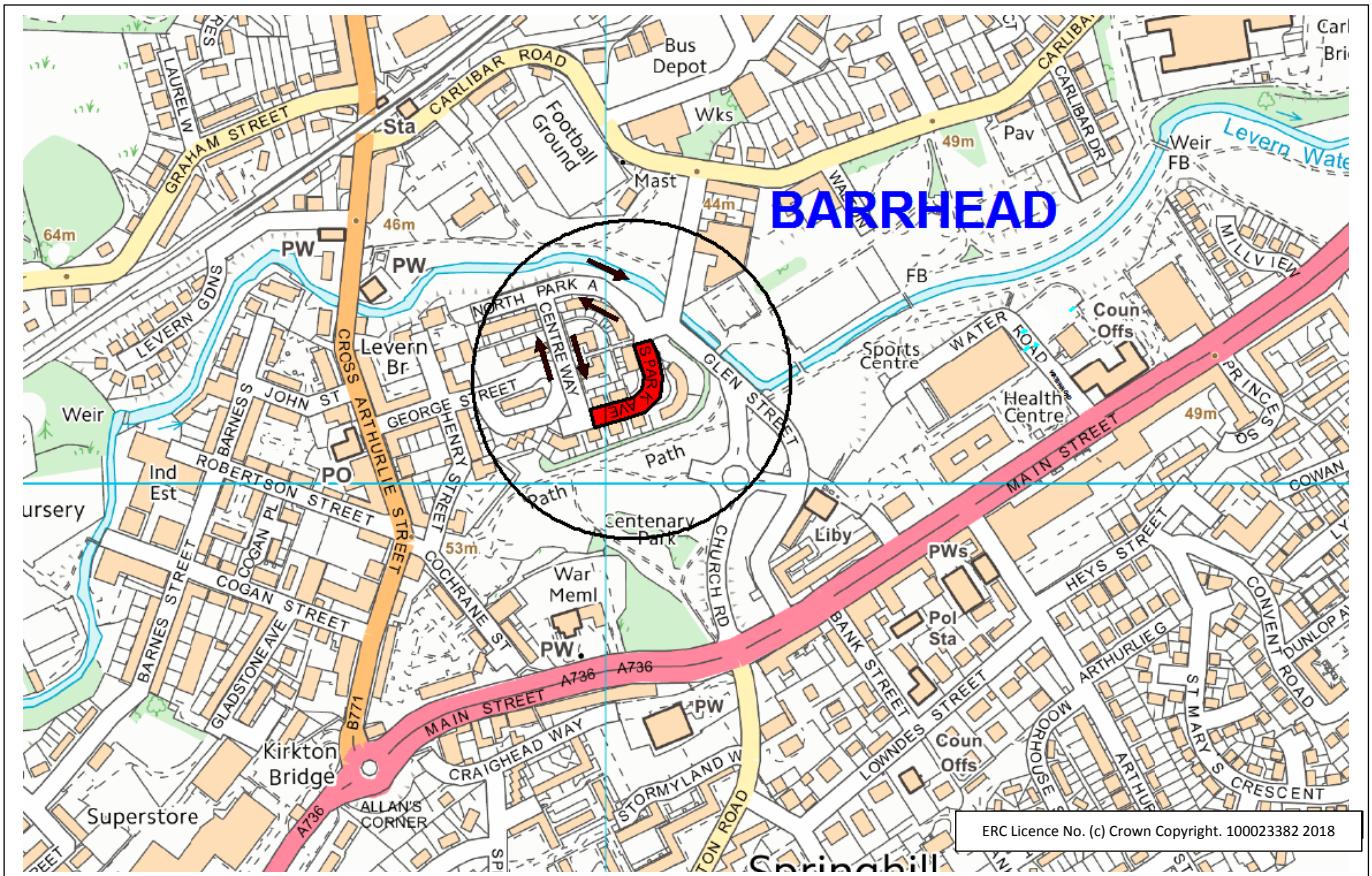 Bus
Depot
CARLIBAR ROAD
LAUREL W
GRAHAM STREET
Sta
Football
Ground
Wks
Mast
49m
Pav
CARLIBAR DR
Weir
FB
Levern Wate
BARRHEAD
44m
46m
64m
PW
PW
LEVERN GDNS
NORTH PARK A
CENTRE WAY
S PARK AVE
GLEN STREET
Levern
Br
CROSS ARTHURLIE STREET
GEORGE STREET
HENRY STREET
JOHN ST
BARNES S
Weir
FB
Sports
Centre
WATER ROAD
Coun
Offs
Health
Centre
MILLVIEW
PRINCES
SQ
49m
COWAN
MAIN STREET
Ind
Est
ROBERTSON STREET
PO
COGAN PL
ursery
Path
Path
Centenary
Park
CHURCH RD
Liby
PWs
HEYS STREET
53m
COCHRANE ST
COGAN STREET
BARNES STREET
GLADSTONE AVE
War
Meml
PW
Pol
Sta
BANK STREET
ARTHURLIE G
CONVENT ROAD
DUNLOP A
A736
A736
MAIN STREET
B771
PW
LOWNDES STREET
MOORHOUSE S
ST MARY'S CRESCENT
Kirkton
Bridge
CRAIGHEAD WAY
STORMYLAND W
Coun
Offs
ARTHUR
Superstore
A736
ALLAN'S
CORNER
TON ROAD
Springhill
ERC Licence No. (c) Crown Copyright. 100023382 2018